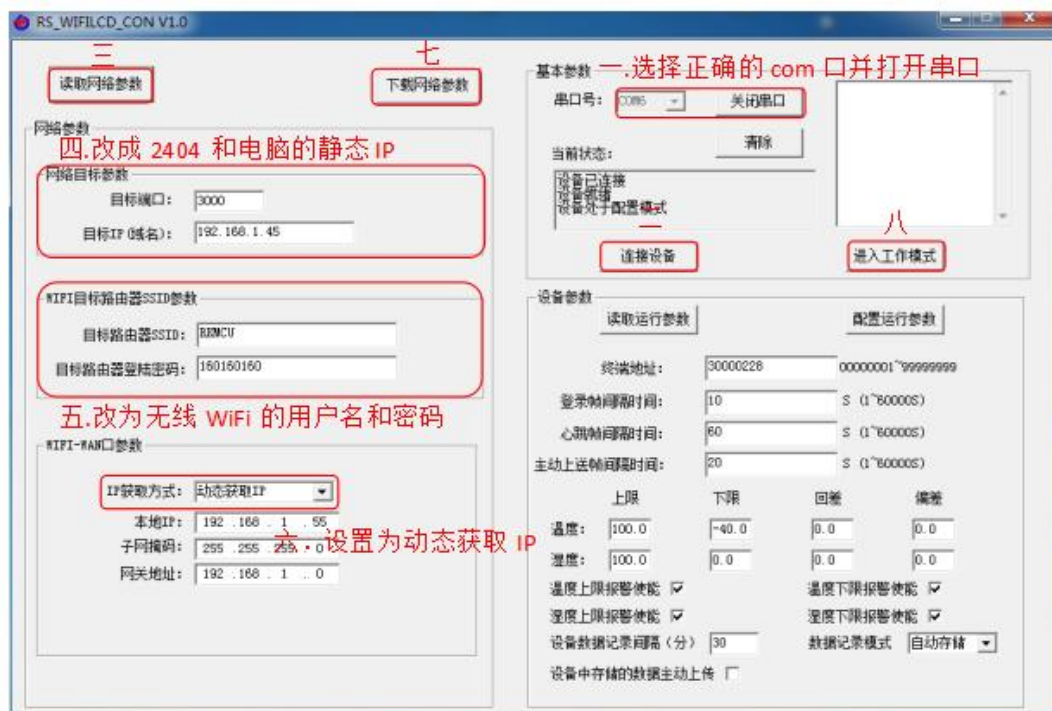 RS_WIFILCD_CON V1.0
三
读取网络参数
七
下载网络参数
网络参数
四.改成 2404 和电脑的静态 IP
网络目标参数
目标端口: 3000
目标IP(域名): 192.168.1.45
WIFI目标路由器SSID参数
目标路由器SSID: REMCU
目标路由器登陆密码: 160160160
五.改为无线 WiFi 的用户名和密码
WIFI-WAN口参数
IP获取方式: 动态获取IP
本地IP: 192 .168 . 1 . 55
子网掩码: 255 .255 .255 . 0
网关地址: 192 .168 . 1 . 0
六. 设置为动态获取 IP
基本参数
一.选择正确的 com 口并打开串口
串口号: COM6 关闭串口
清除
当前状态:
设备已连接
设备就绪
设备处于配置模式
二
连接设备
八
进入工作模式
设备参数
读取运行参数 配置运行参数
终端地址: 30000228 00000001~99999999
登录帧间隔时间: 10 S (1~60000S)
心跳帧间隔时间: 60 S (1~60000S)
主动上送帧间隔时间: 20 S (1~60000S)
上限 下限 回差 偏差
温度: 100.0 -40.0 0.0 0.0
湿度: 100.0 0.0 0.0 0.0
温度上限报警使能 温度下限报警使能
湿度上限报警使能 湿度下限报警使能
设备数据记录间隔(分) 30 数据记录模式 自动存储
设备中存储的数据主动上传